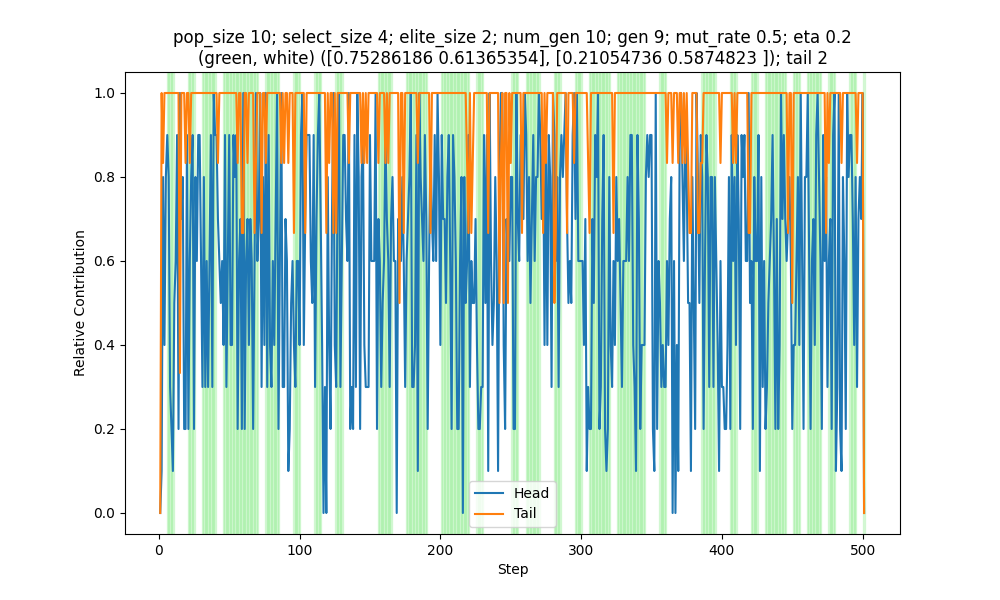 pop_size 10; select_size 4; elite_size 2; num_gen 10; gen 9; mut_rate 0.5; eta 0.2
(green, white) ([0.75286186 0.61365354], [0.21054736 0.5874823 ]); tail 2
1.0
0.8
0.6
0.4
0.2
0.0
Relative Contribution
Head
Tail
0
100
200
300
400
500
Step